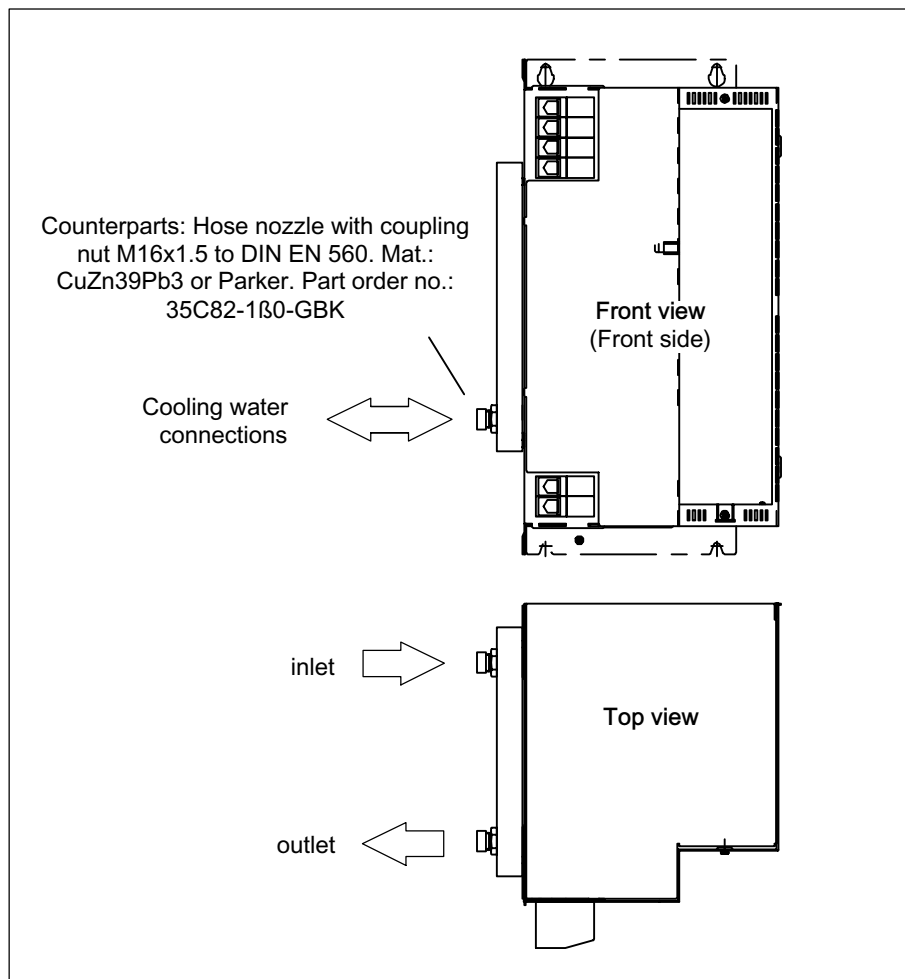 Counterparts: Hose nozzle with coupling
nut M16x1.5 to DIN EN 560. Mat.:
CuZn39Pb3 or Parker. Part order no.:
35C82-1ß0-GBK
Front view
(Front side)
Cooling water
connections
inlet
Top view
outlet